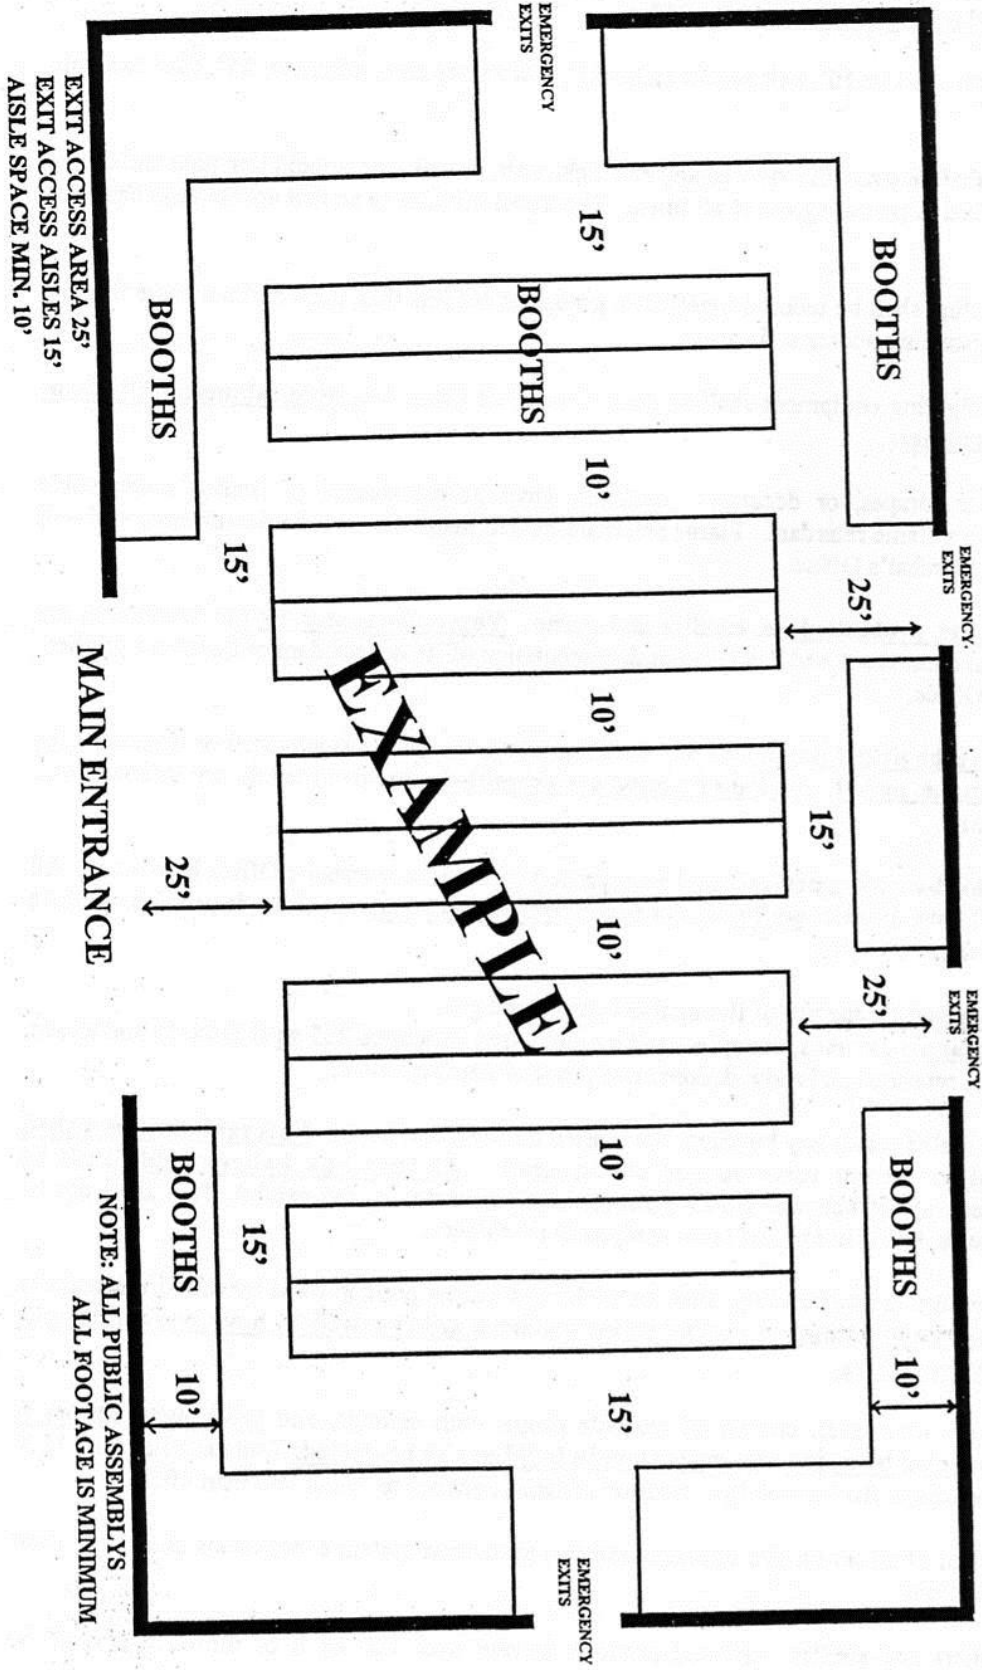 EMERGENCY.
EXITS
EMERGENCY
EXITS
BOOTHS
25’
25’
BOOTHS
10’
15’
EMERGENCY
EXITS
15’
BOOTHS
10’
10’
10’
10’
15’
EMERGENCY
EXITS
EXAMPLE
15’
15’
BOOTHS
25’
BOOTHS
10’
MAIN ENTRANCE
EXIT ACCESS AREA 25’
EXIT ACCESS AISLES 15’
AISLE SPACE MIN. 10’
NOTE: ALL PUBLIC ASSEMBLYS
ALL FOOTAGE IS MINIMUM